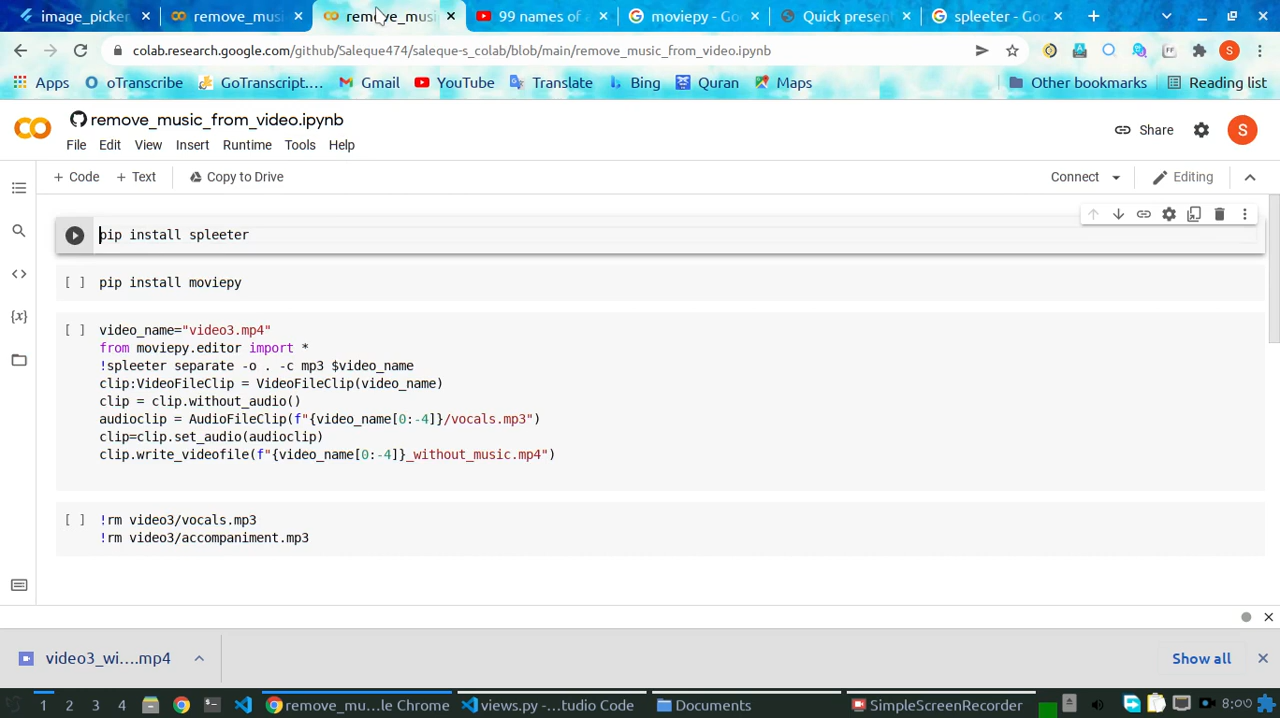 image_picker
remove_musi
remove_musi
99 names of
moviepy - Go
Quick present
spleeter - Go
colab.research.google.com/github/Saleque474/saleque-s_colab/blob/main/remove_music_from_video.ipynb
S
Apps
oTranscribe
GoTranscript....
Gmail
YouTube
Translate
Bing
Quran
Maps
Other bookmarks
Reading list
remove_music_from_video.ipynb
Share
S
File Edit View Insert Runtime Tools Help
+ Code + Text
Copy to Drive
Connect
Editing
pip install spleeter
[ ] pip install moviepy
[ ] video_name="video3.mp4"
from moviepy.editor import *
!spleeter separate -o . -c mp3 $video_name
clip:VideoFileClip = VideoFileClip(video_name)
clip = clip.without_audio()
audioclip = AudioFileClip(f"{video_name[0:-4]}/vocals.mp3")
clip=clip.set_audio(audioclip)
clip.write_videofile(f"{video_name[0:-4]}_without_music.mp4")
[ ] !rm video3/vocals.mp3
!rm video3/accompaniment.mp3
video3_wi....mp4
Show all
1 2 3 4
remove_mu...le Chrome
views.py -...tudio Code
Documents
SimpleScreenRecorder